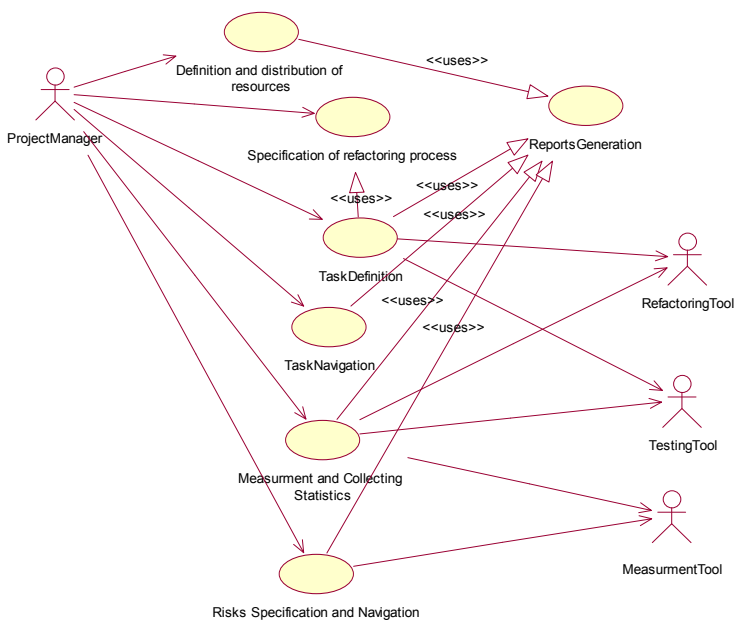 <<uses>>
Definition and distribution of
resources
ProjectManager
ReportsGeneration
Specification of refactoring process
<<uses>>
<<uses>>
<<uses>>
TaskDefinition
RefactoringTool
<<uses>>
<<uses>>
TaskNavigation
TestingTool
Measurment and Collecting
Statistics
MeasurmentTool
Risks Specification and Navigation